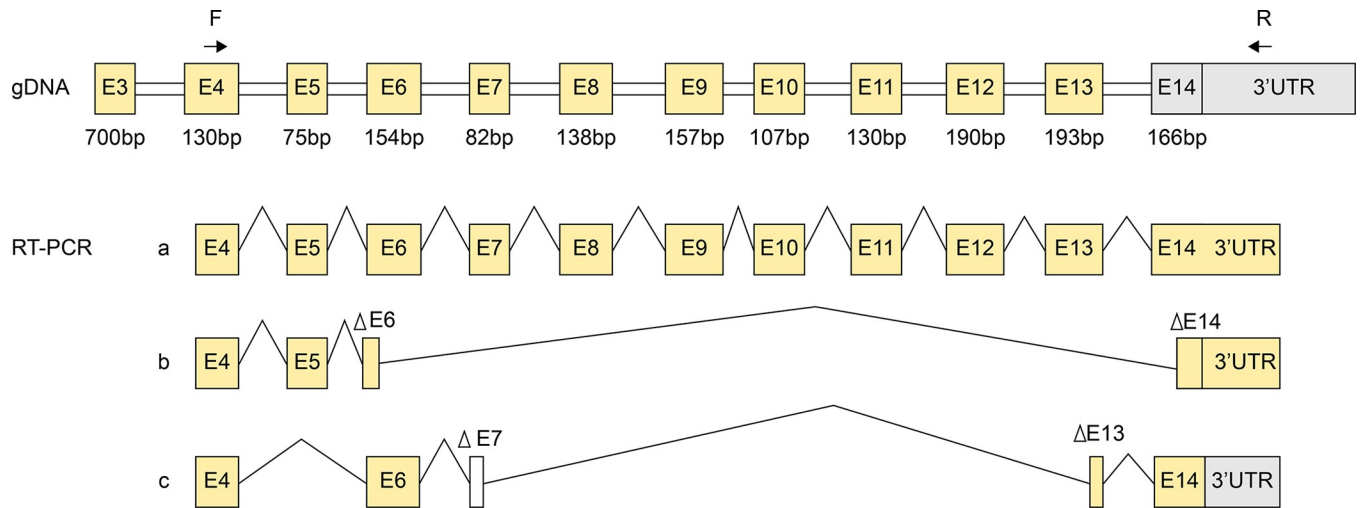 F R
gDNA E3 E4 E5 E6 E7 E8 E9 E10 E11 E12 E13 E14 3'UTR
700bp 130bp 75bp 154bp 82bp 138bp 157bp 107bp 130bp 190bp 193bp 166bp
RT-PCR a E4 E5 E6 E7 E8 E9 E10 E11 E12 E13 E14 3'UTR
Δ E6 ΔE14
b E4 E5 3'UTR
Δ E7 ΔE13
c E4 E6 E14 3'UTR